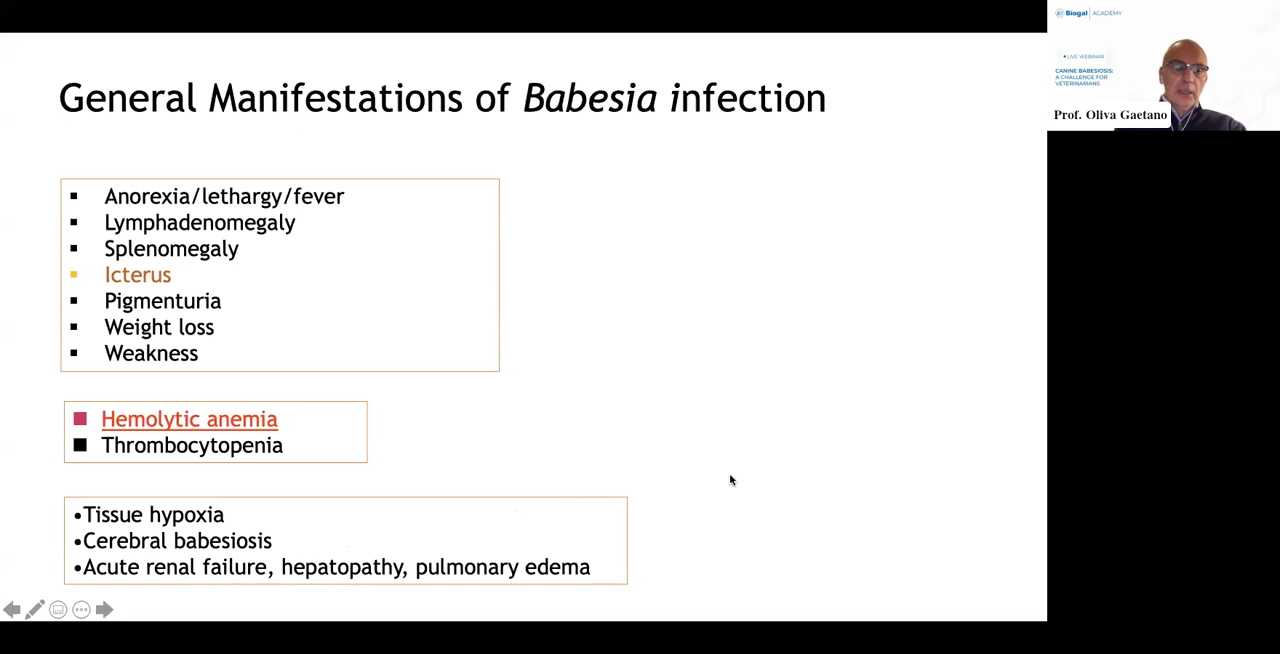 General Manifestations of Babesia infection
Anorexia/lethargy/fever
Lymphadenomegaly
Splenomegaly
Icterus
Pigmenturia
Weight loss
Weakness
Hemolytic anemia
Thrombocytopenia
•Tissue hypoxia
•Cerebral babesiosis
•Acute renal failure, hepatopathy, pulmonary edema
Biogal ACADEMY
LIVE WEBINAR
CANINE BABESIOSIS:
A CHALLENGE FOR
VETERINARIANS
Prof. Oliva Gaetano